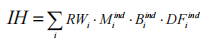 IH = ∑_i RW_i · M_i^ind · B_i^ind · DF_i^ind